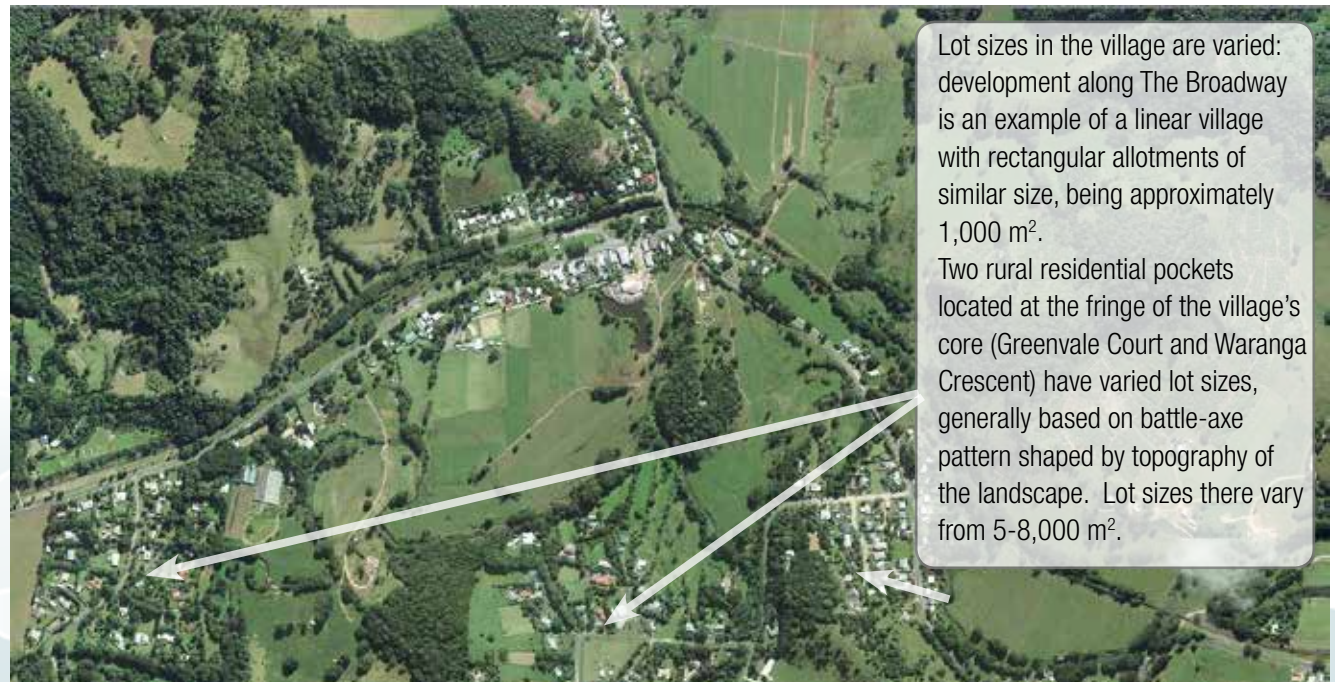 Lot sizes in the village are varied:
development along The Broadway
is an example of a linear village
with rectangular allotments of
similar size, being approximately
1,000 m².
Two rural residential pockets
located at the fringe of the village’s
core (Greenvale Court and Waranga
Crescent) have varied lot sizes,
generally based on battle-axe
pattern shaped by topography of
the landscape. Lot sizes there vary
from 5-8,000 m².